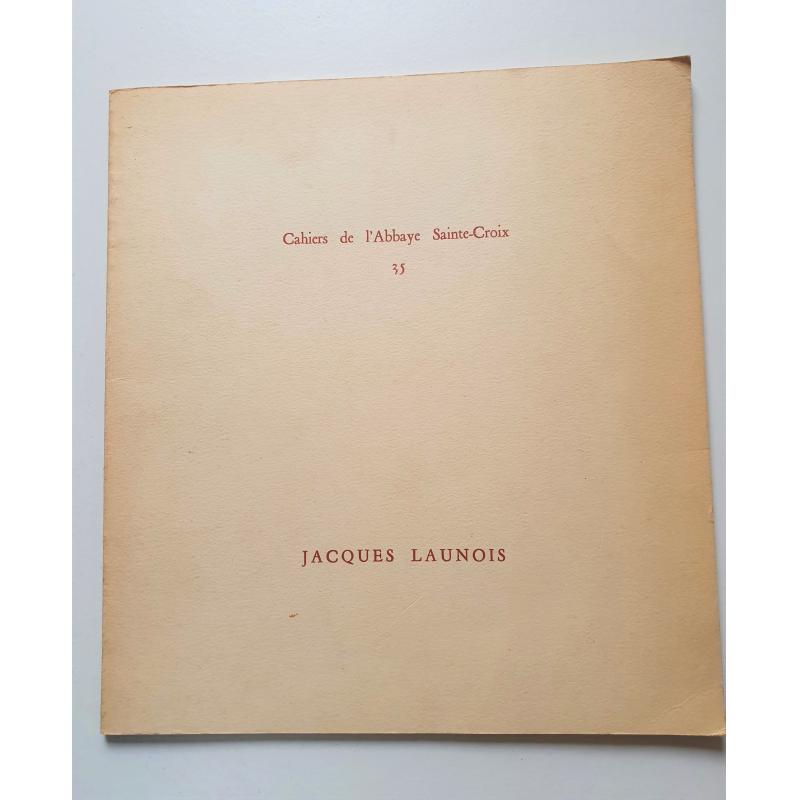 Cahiers de l'Abbaye Sainte-Croix
35
JACQUES LAUNOIS